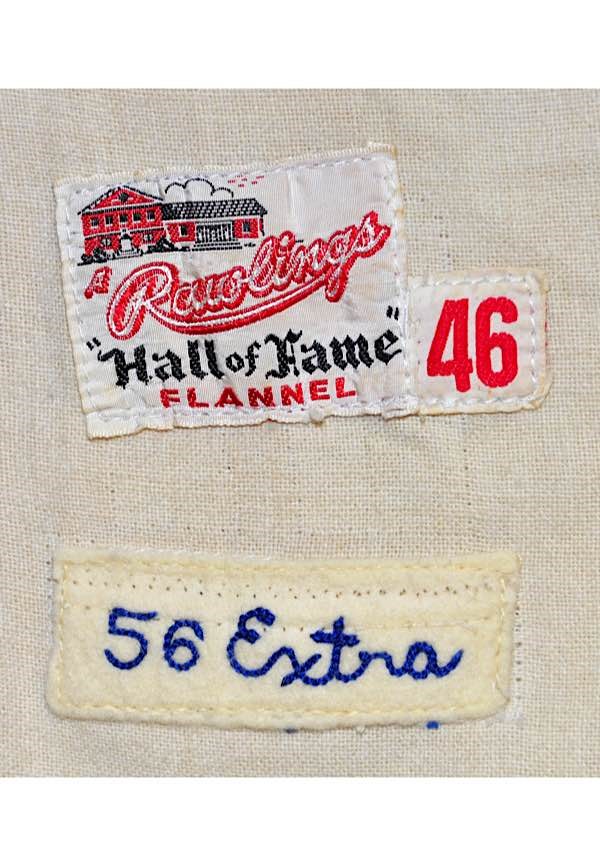 A
Rawlings
"Hall of Fame"
FLANNEL
46
56 Extra